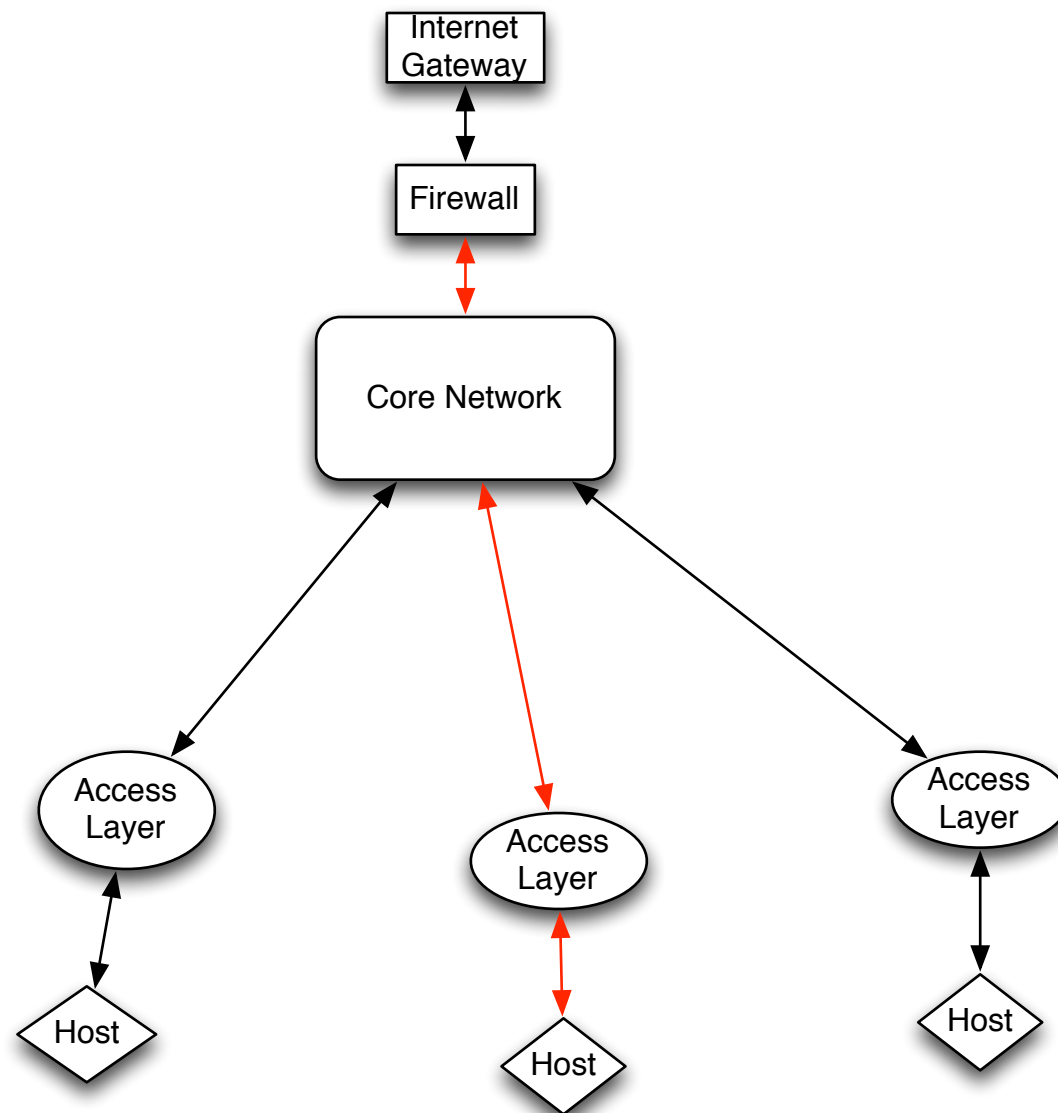 Internet
Gateway
Firewall
Core Network
Access
Layer
Access
Layer
Access
Layer
Host
Host
Host